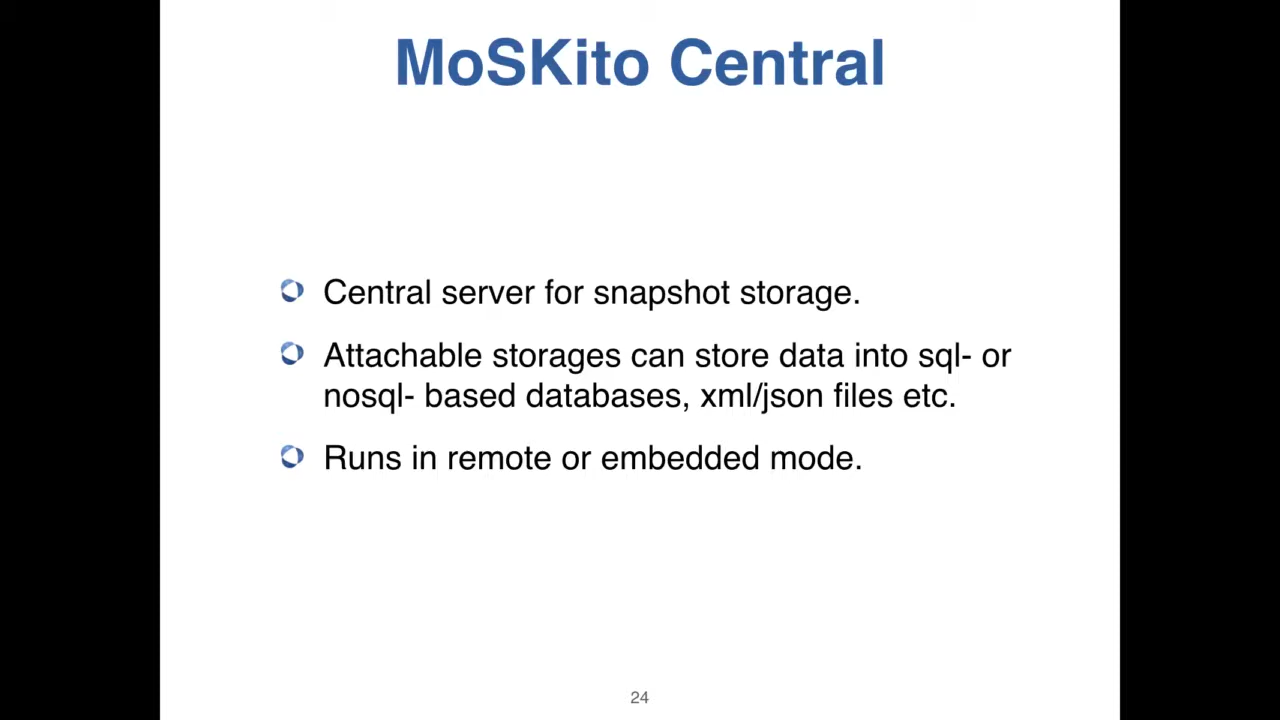 MoSKito Central
Central server for snapshot storage.
Attachable storages can store data into sql- or
nosql- based databases, xml/json files etc.
Runs in remote or embedded mode.
24